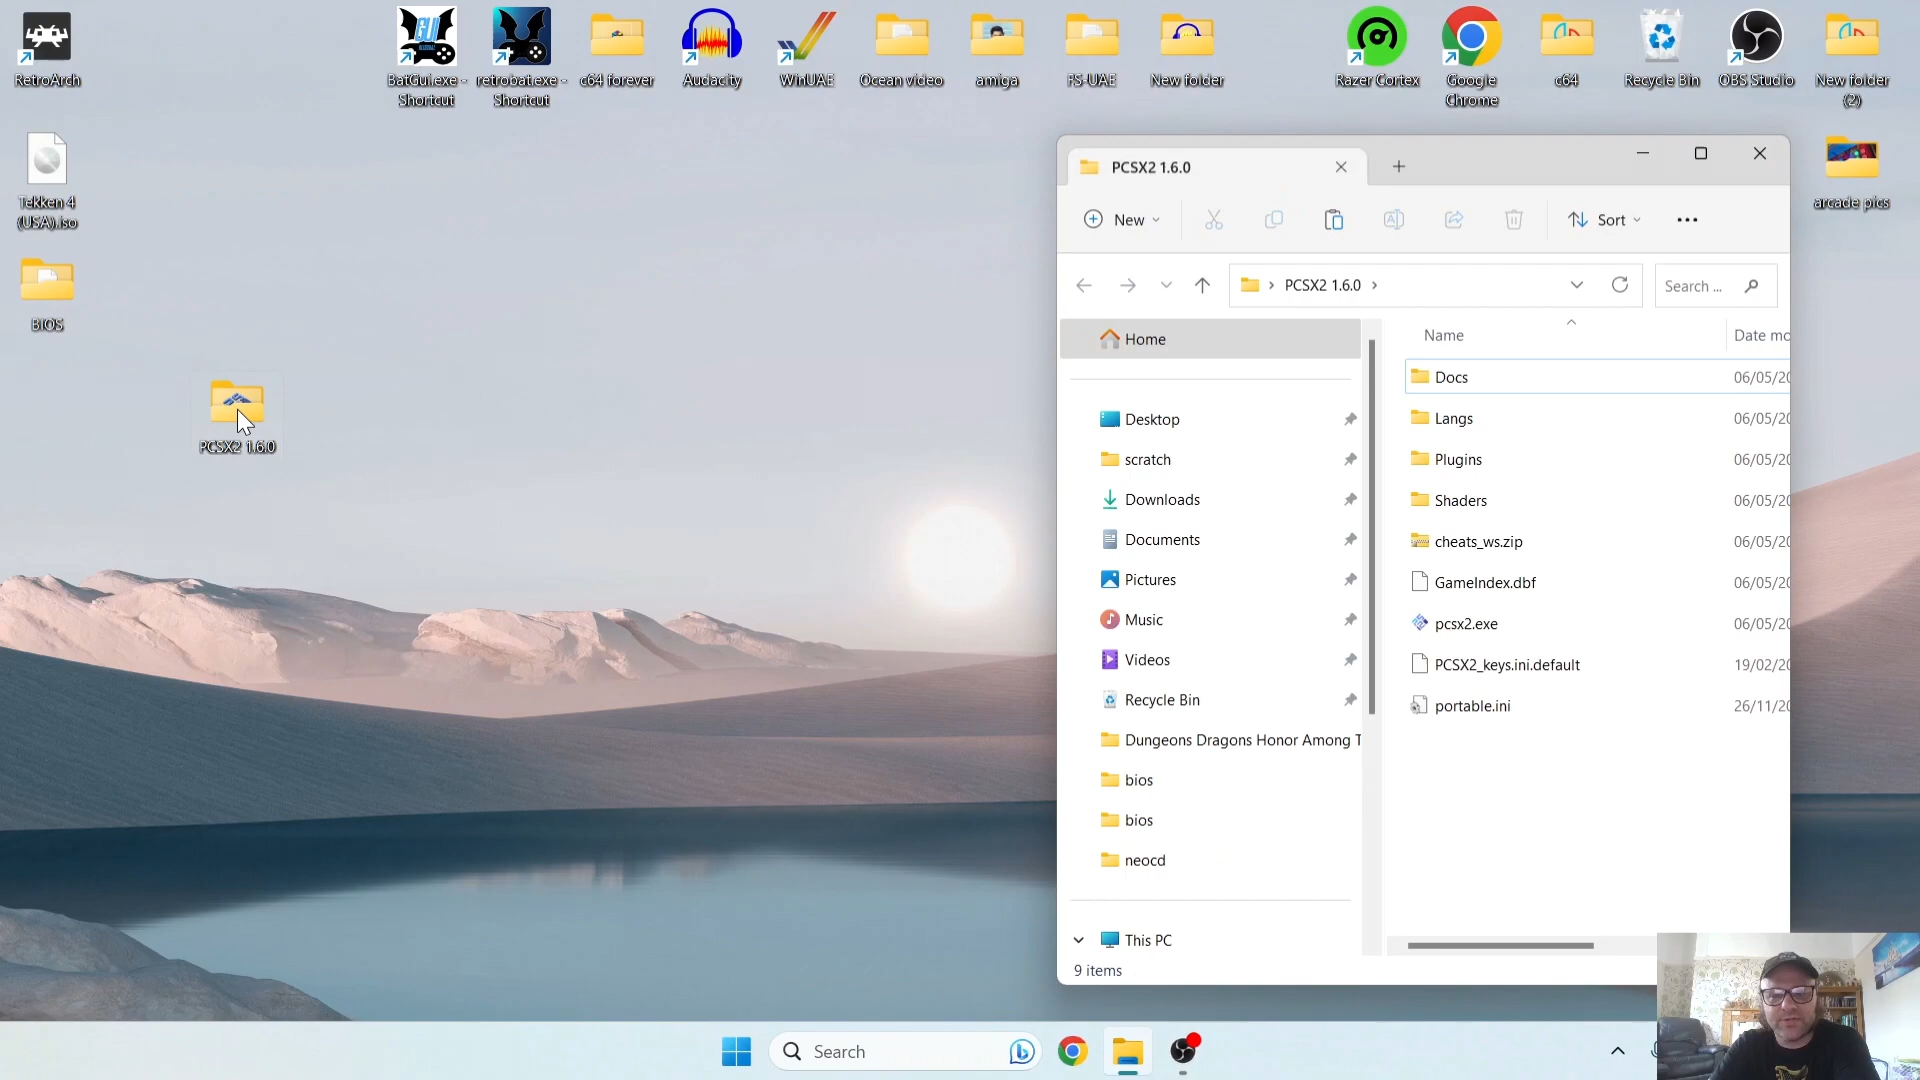 RetroArch
BatGui.exe -
Shortcut
retrobat.exe -
Shortcut
c64 forever
Audacity
WinUAE
Ocean video
amiga
FS-UAE
New folder
Razer Cortex
Google
Chrome
c64
Recycle Bin
OBS Studio
New folder
(2)
GUI
Tekken 4
(USA).iso
arcade pics
BIOS
PCSX2 1.6.0
PCSX2 1.6.0
New
Sort
PCSX2 1.6.0
Search ...
Home
Desktop
scratch
Downloads
Documents
Pictures
Music
Videos
Recycle Bin
Dungeons Dragons Honor Among T
bios
bios
neocd
This PC
Name
Date mo
Docs
06/05/20
Langs
06/05/20
Plugins
06/05/20
Shaders
06/05/20
cheats_ws.zip
06/05/20
GameIndex.dbf
06/05/20
pcsx2.exe
06/05/20
PCSX2_keys.ini.default
19/02/20
portable.ini
26/11/20
9 items
Search